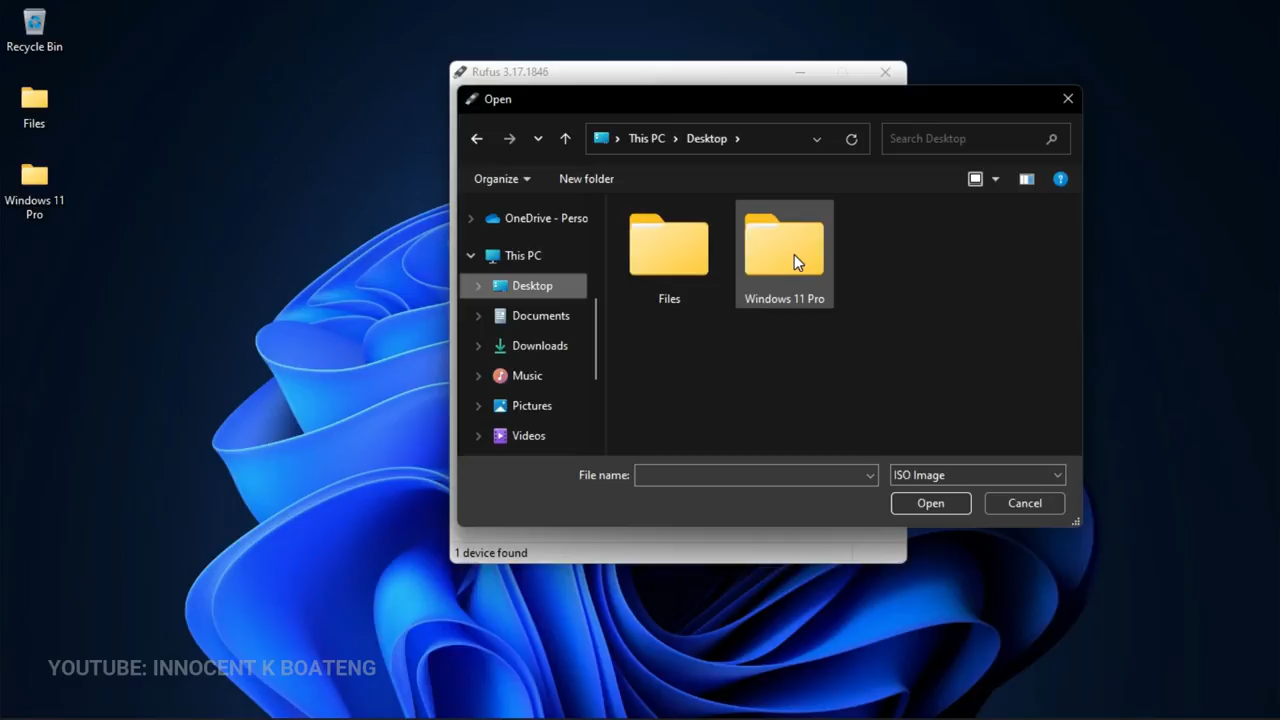 Recycle Bin
Files
Windows 11
Pro
Rufus 3.17.1846
Open
This PC
Desktop
Search Desktop
Organize
New folder
OneDrive - Perso
This PC
Desktop
Documents
Downloads
Music
Pictures
Videos
Files
Windows 11 Pro
File name:
ISO Image
Open
Cancel
1 device found
YOUTUBE: INNOCENT K BOATENG